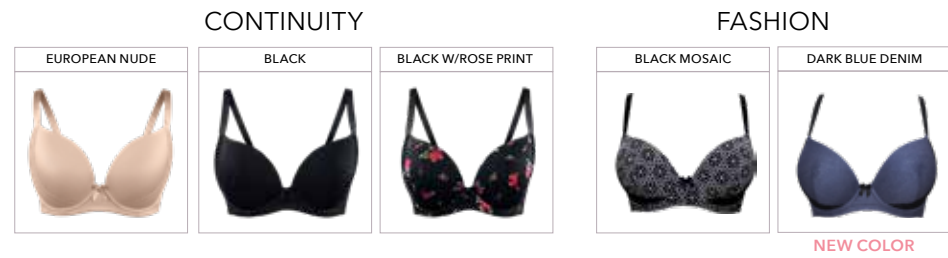 CONTINUITY
EUROPEAN NUDE
BLACK
BLACK W/ROSE PRINT
FASHION
BLACK MOSAIC
DARK BLUE DENIM
NEW COLOR